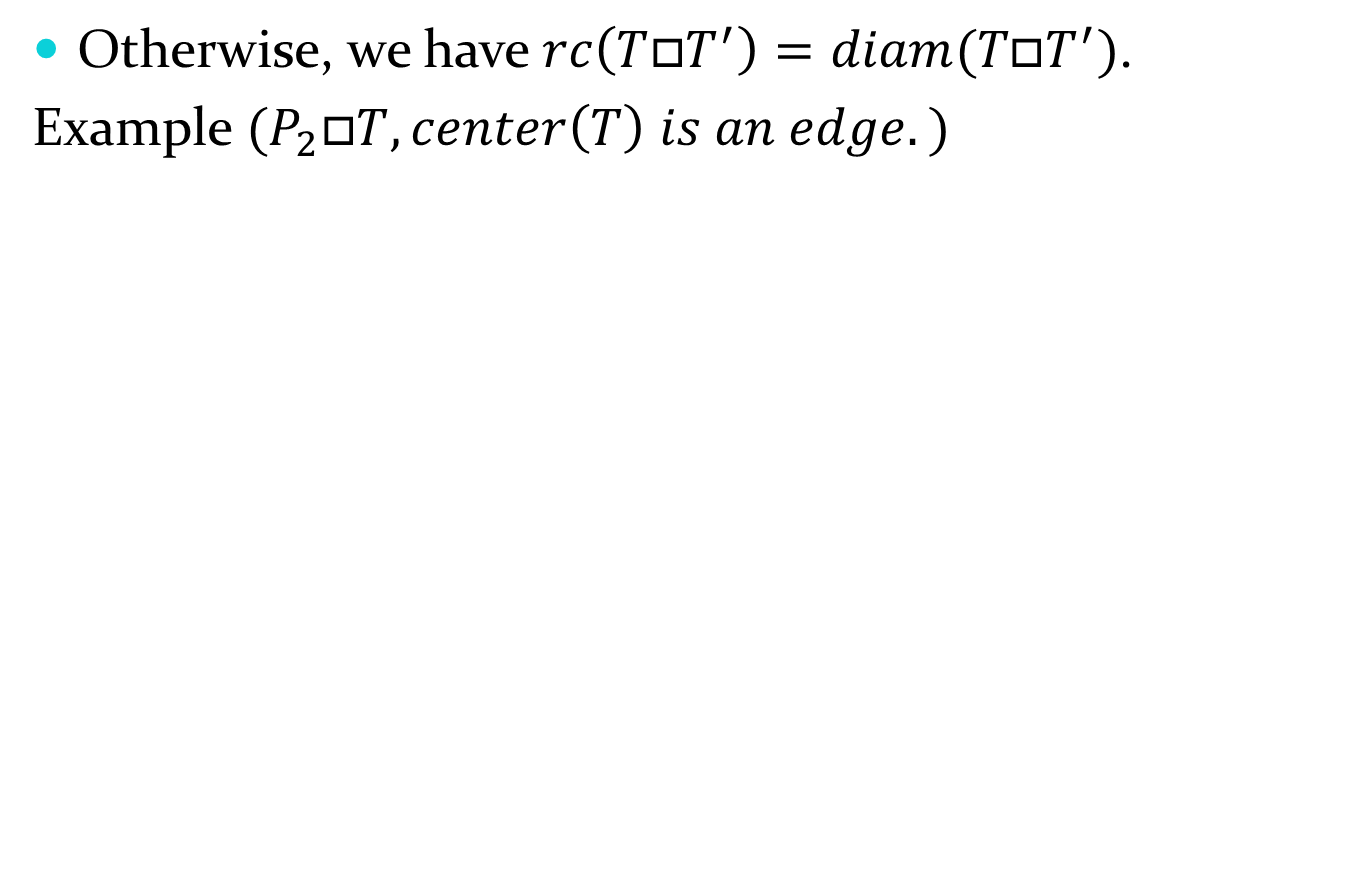 • Otherwise, we have rc(T□T′) = diam(T□T′).
Example (P₂□T, center(T) is an edge. )